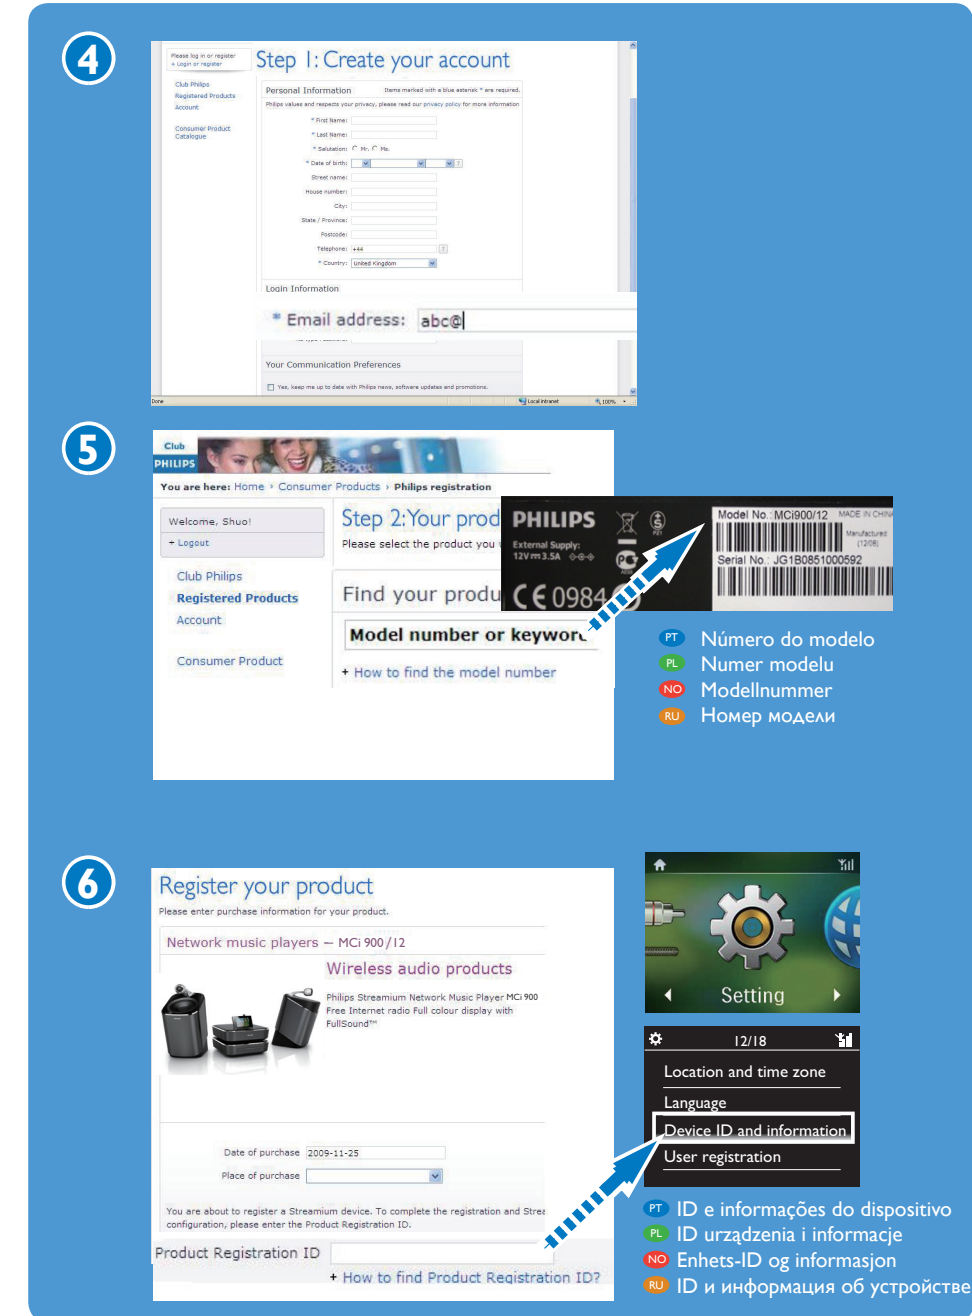 4
Please log in or register
+ Login or register
Club Philips
Registered Products
Account
Consumer Product
Catalogue
Step 1: Create your account
Personal Information Items marked with a blue asterisk * are required.
Philips values and respects your privacy, please read our privacy policy for more information
* First Name:
* Last Name:
* Salutation: Mr. Ms.
* Date of birth: ?
Street name:
House number:
City:
State / Province:
Postcode:
Telephone: +44 ?
* Country: United Kingdom
Login Information
* Email address: abc@
Your Communication Preferences
Yes, keep me up to date with Philips news, software updates and promotions.
Done Local intranet 100%
5
Club
PHILIPS
You are here: Home › Consumer Products › Philips registration
Welcome, Shuo!
+ Logout
Club Philips
Registered Products
Account
Consumer Product
Step 2: Your prod
Please select the product you
Find your produ
Model number or keyword
+ How to find the model number
PHILIPS
External Supply:
12V 3.5A
CE 0984
Model No.: MCi900/12 MADE IN CHINA
Manufactured
(12/08)
Serial No.: JG1B0851000592
PT Número do modelo
PL Numer modelu
NO Modellnummer
RU Номер модели
6
Register your product
Please enter purchase information for your product.
Network music players – MCi 900/12
Wireless audio products
Philips Streamium Network Music Player MCi 900
Free Internet radio Full colour display with
FullSound™
Date of purchase 2009-11-25
Place of purchase
You are about to register a Streamium device. To complete the registration and Strea
configuration, please enter the Product Registration ID.
Product Registration ID
+ How to find Product Registration ID?
Setting
12/18
Location and time zone
Language
Device ID and information
User registration
PT ID e informações do dispositivo
PL ID urządzenia i informacje
NO Enhets-ID og informasjon
RU ID и информация об устройстве